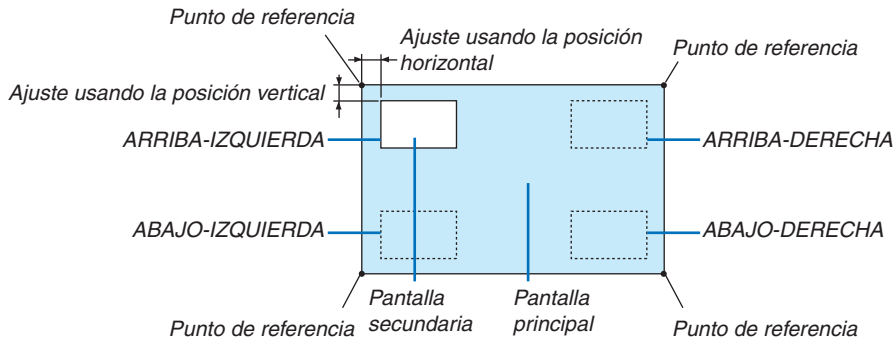 Punto de referencia
Ajuste usando la posición
horizontal
Punto de referencia
Ajuste usando la posición vertical
ARRIBA-IZQUIERDA
ARRIBA-DERECHA
ABAJO-IZQUIERDA
ABAJO-DERECHA
Pantalla
secundaria
Pantalla
principal
Punto de referencia
Punto de referencia